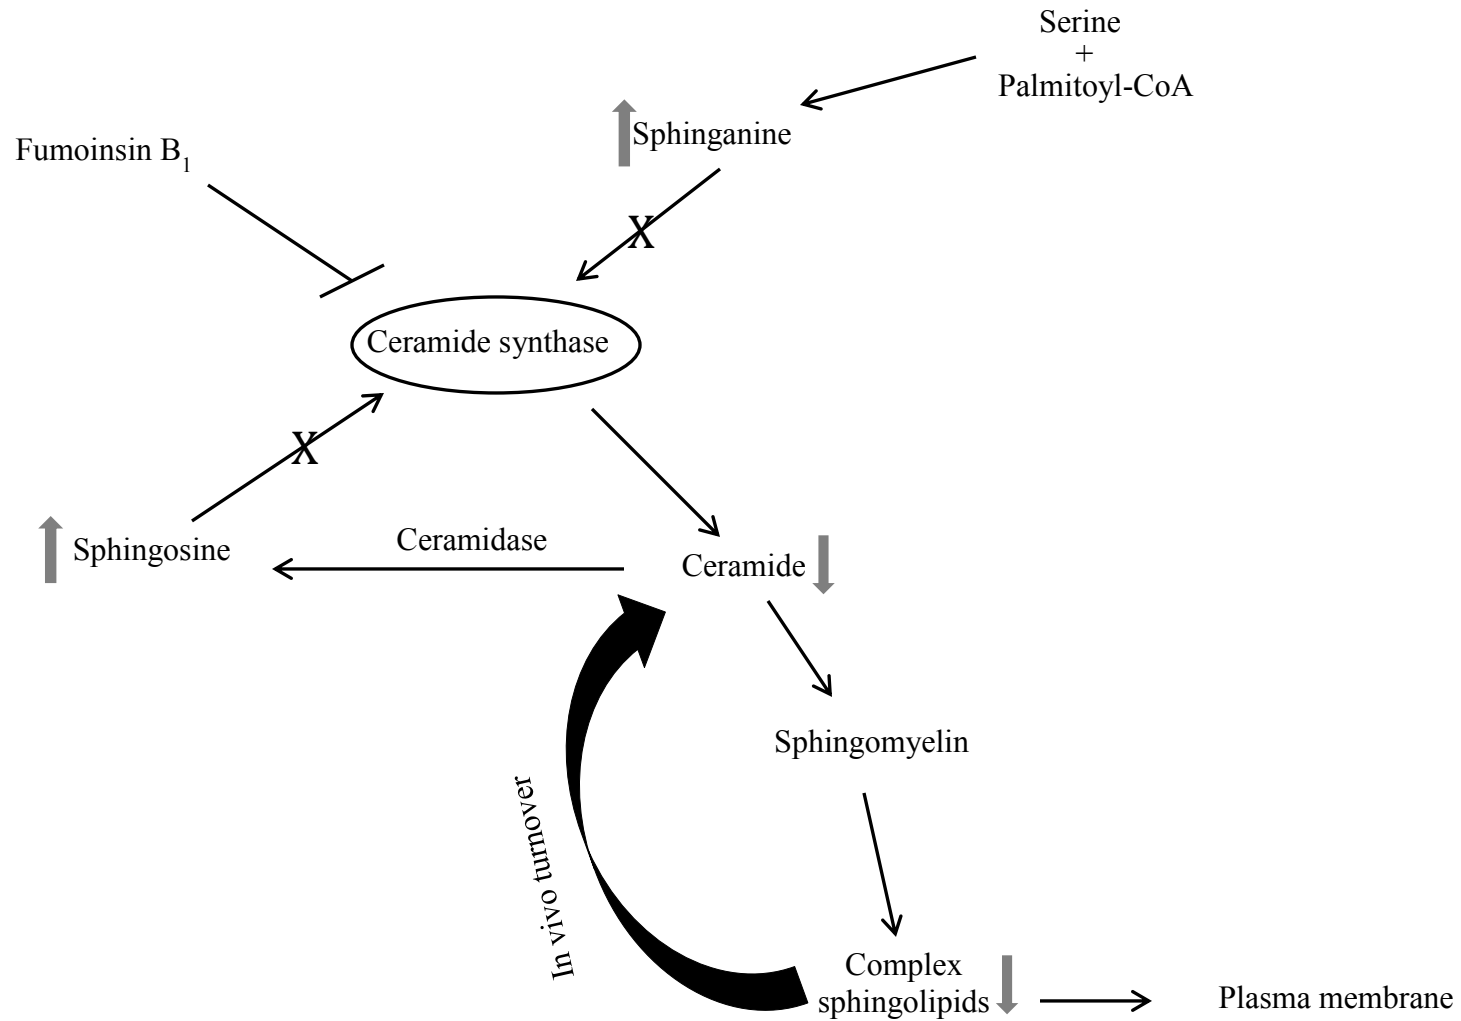 Serine
+
Palmitoyl-CoA
Sphinganine
Fumoinsin B1
X
Ceramide synthase
X
Sphingosine
Ceramidase
Ceramide
Sphingomyelin
In vivo turnover
Complex
sphingolipids
Plasma membrane